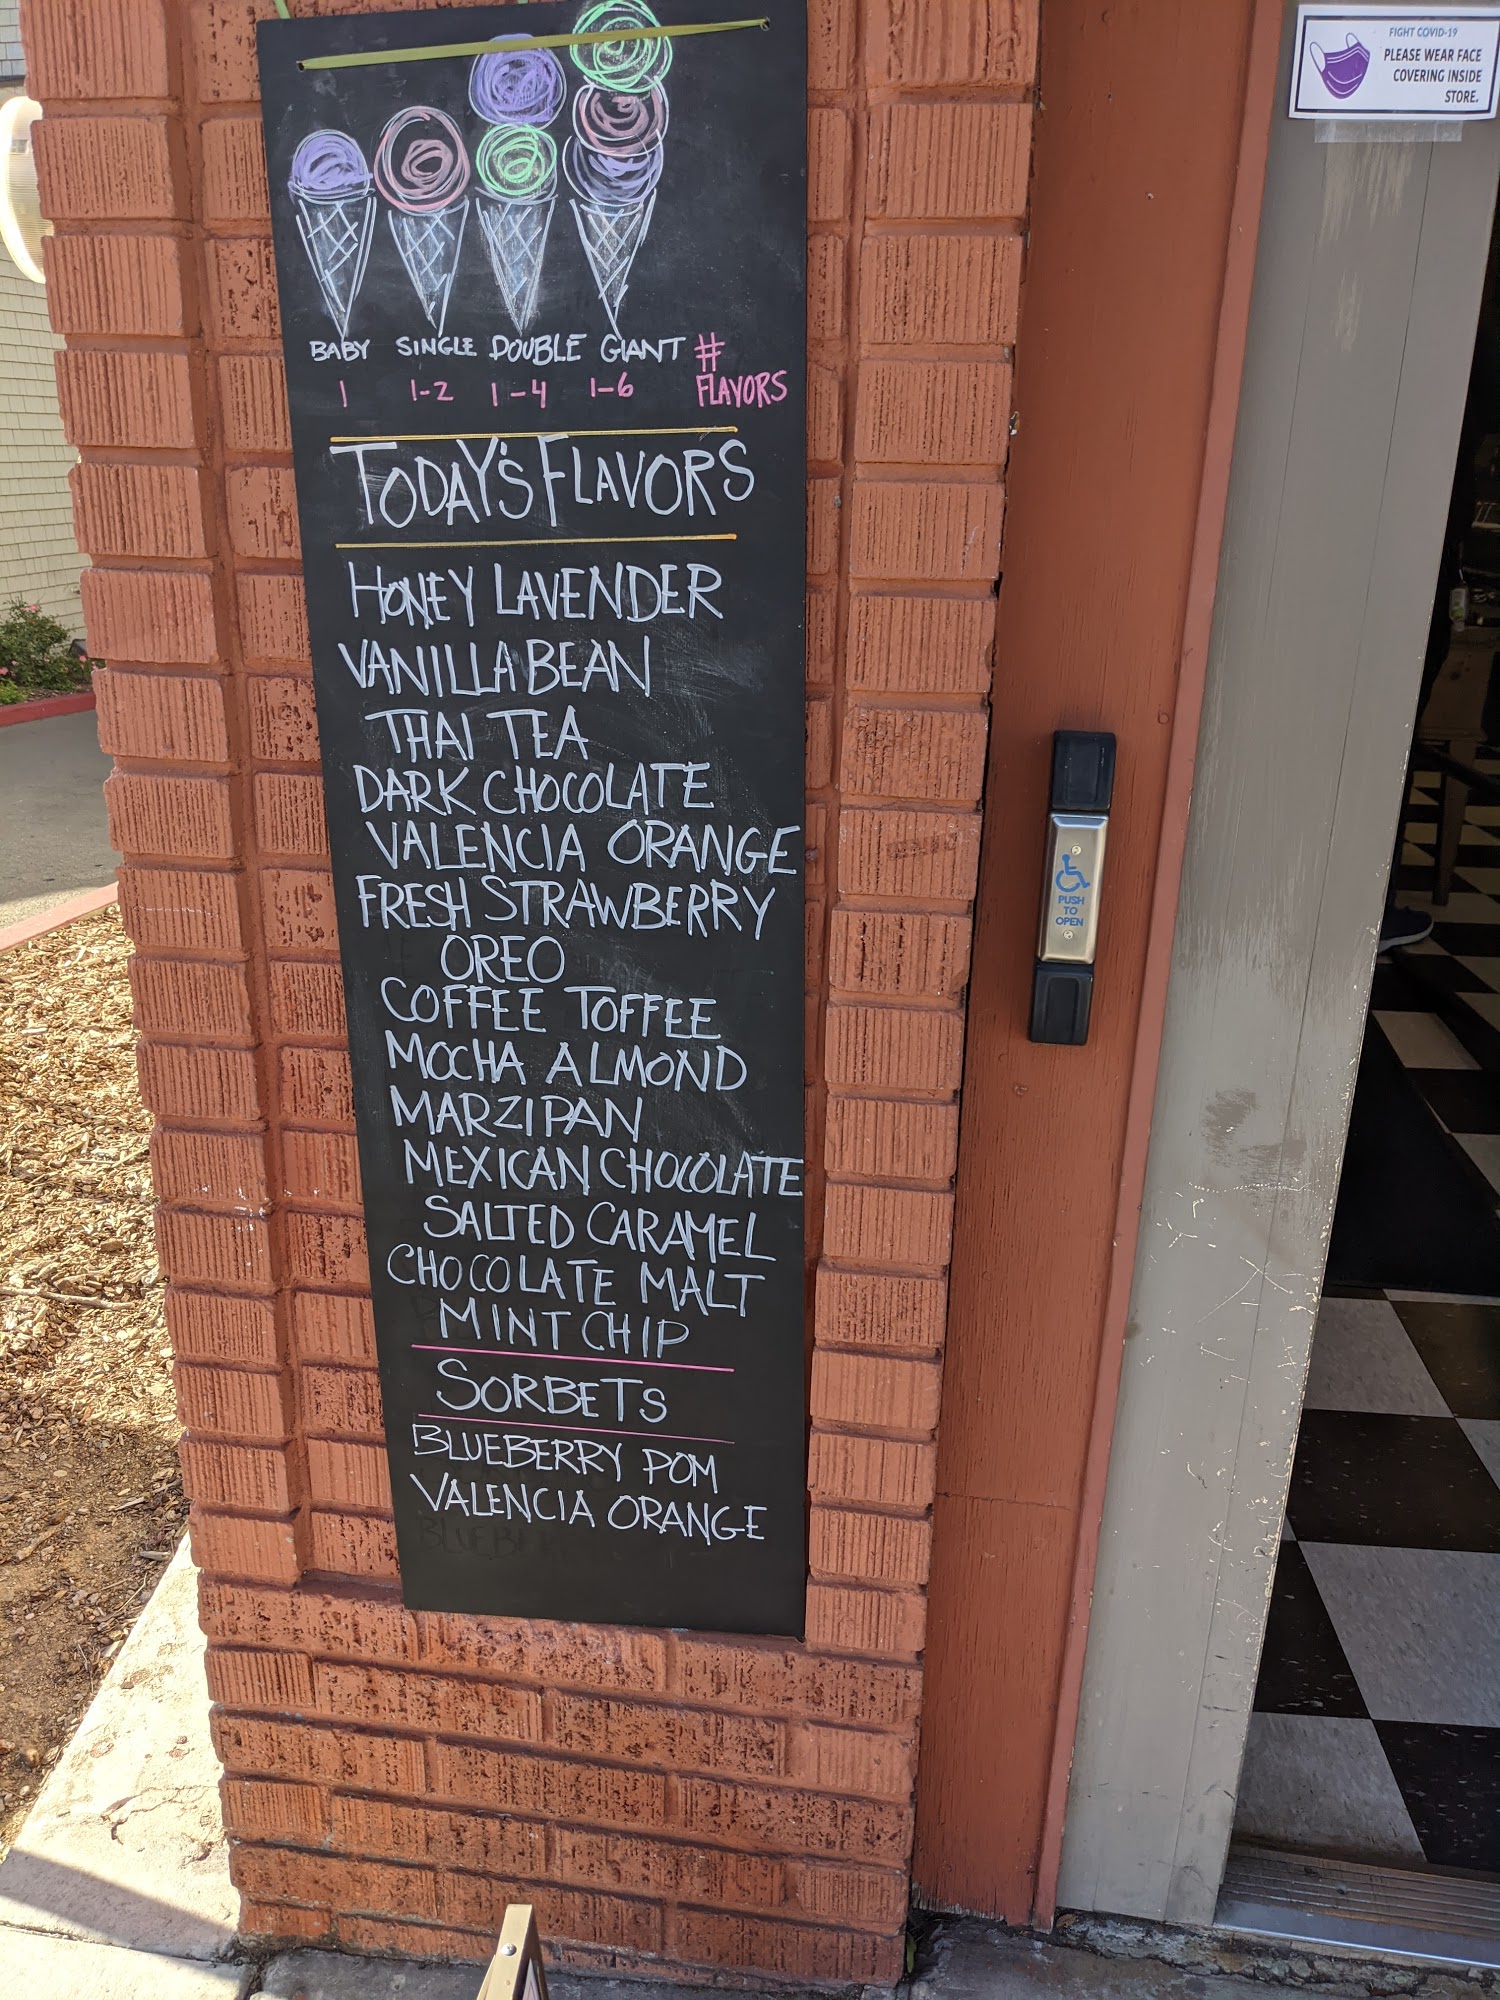 BABY SINGLE DOUBLE GIANT #
1 1-2 1-4 1-6 FLAVORS
TODAY'S FLAVORS
HONEY LAVENDER
VANILLA BEAN
THAI TEA
DARK CHOCOLATE
VALENCIA ORANGE
FRESH STRAWBERRY
OREO
COFFEE TOFFEE
MOCHA ALMOND
MARZIPAN
MEXICAN CHOCOLATE
SALTED CARAMEL
CHOCOLATE MALT
MINT CHIP
SORBETS
BLUEBERRY POM
VALENCIA ORANGE
FIGHT COVID-19
PLEASE WEAR FACE
COVERING INSIDE
STORE.
PUSH
TO
OPEN